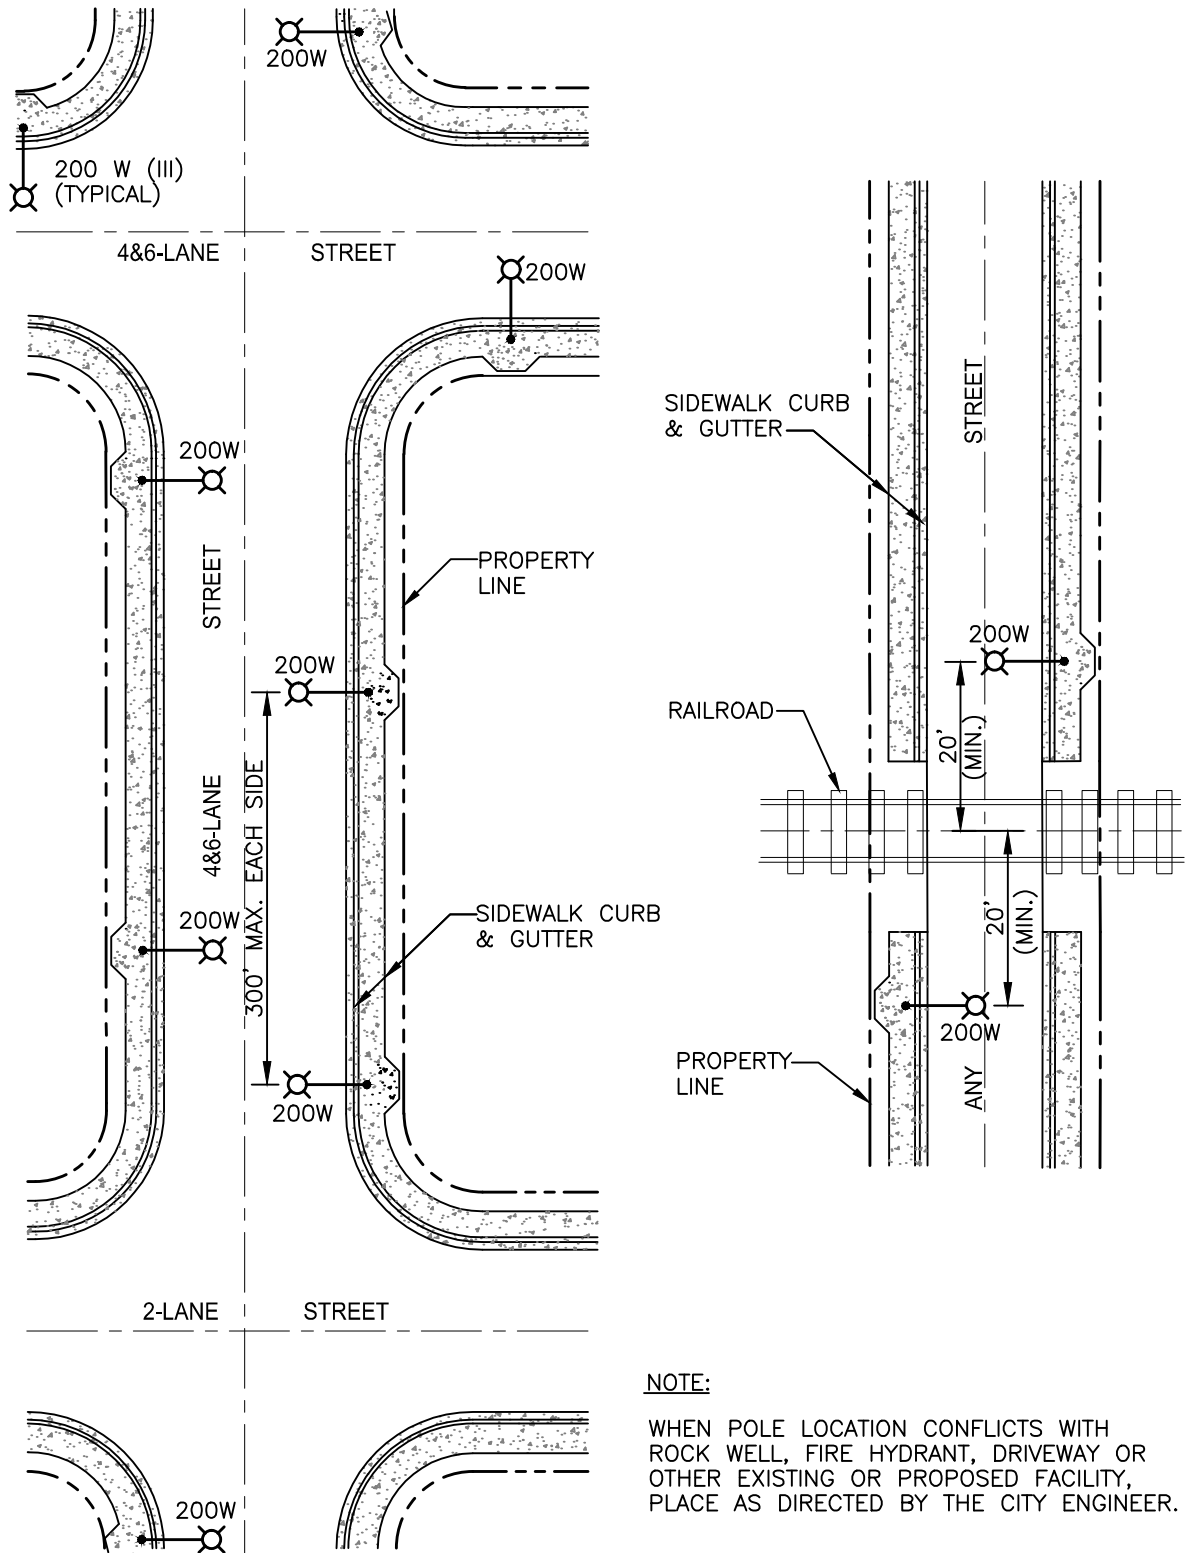 200W
200 W (III)
(TYPICAL)
4&6-LANE STREET
200W
200W
STREET
PROPERTY
LINE
200W
4&6-LANE
300' MAX. EACH SIDE
200W
SIDEWALK CURB
& GUTTER
200W
2-LANE STREET
200W
SIDEWALK CURB
& GUTTER
STREET
200W
RAILROAD
20'
(MIN.)
20'
(MIN.)
200W
PROPERTY
LINE
ANY
NOTE:
WHEN POLE LOCATION CONFLICTS WITH
ROCK WELL, FIRE HYDRANT, DRIVEWAY OR
OTHER EXISTING OR PROPOSED FACILITY,
PLACE AS DIRECTED BY THE CITY ENGINEER.